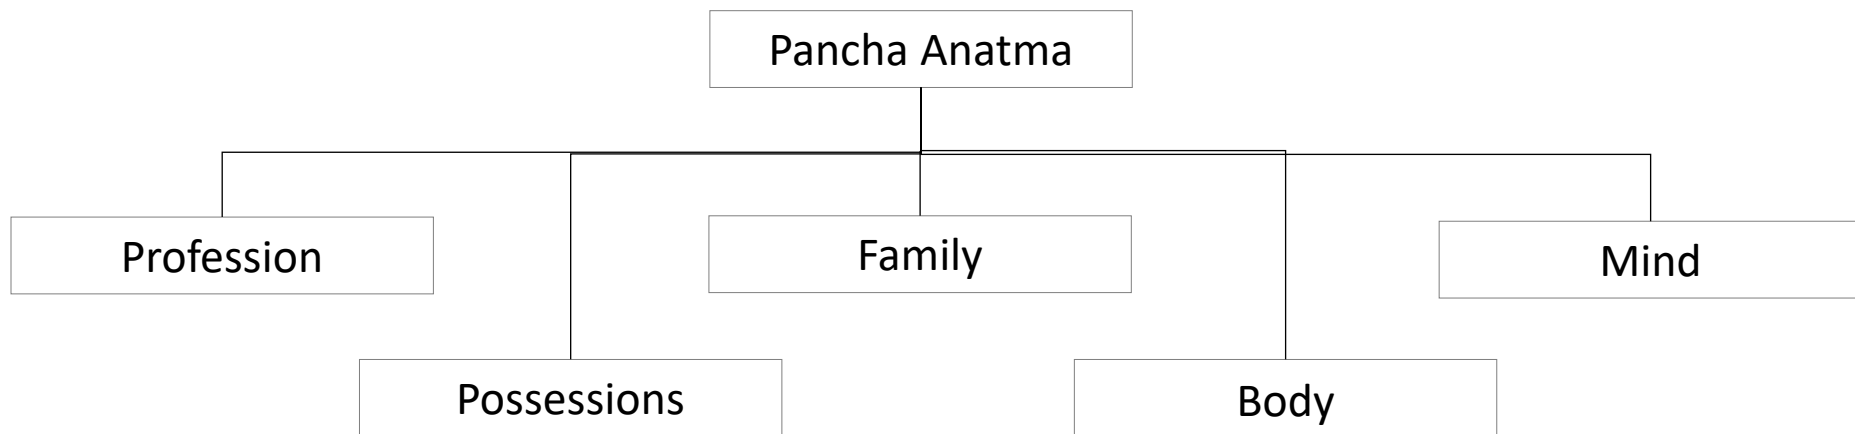 Pancha Anatma
Profession
Family
Mind
Possessions
Body